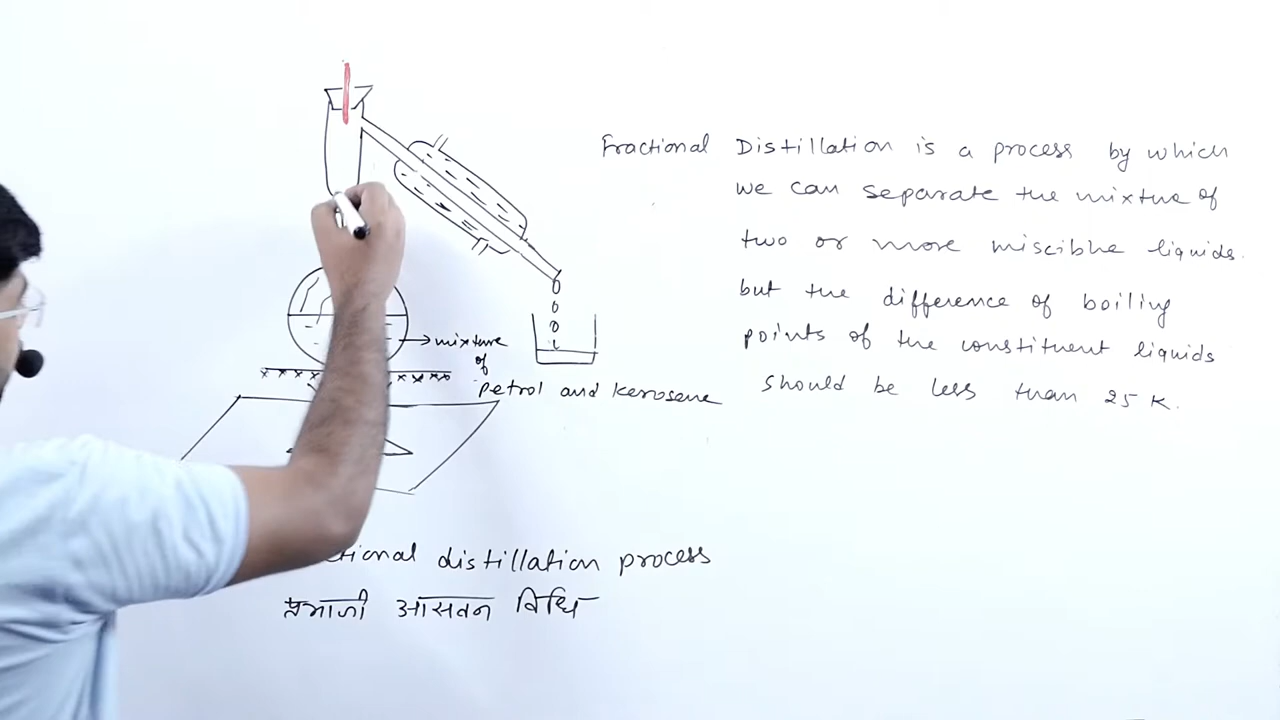 Fractional Distillation is a process by which
we can separate the mixture of
two or more miscible liquids.
but the difference of boiling
points of the constituent liquids
should be less than 25 K.
mixture
of
petrol and kerosene
tional distillation process
प्रभाजी आसवन विधि